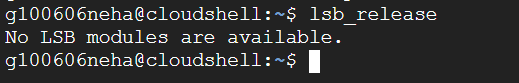 g100606neha@cloudshell:~$ lsb_release
No LSB modules are available.
g100606neha@cloudshell:~$